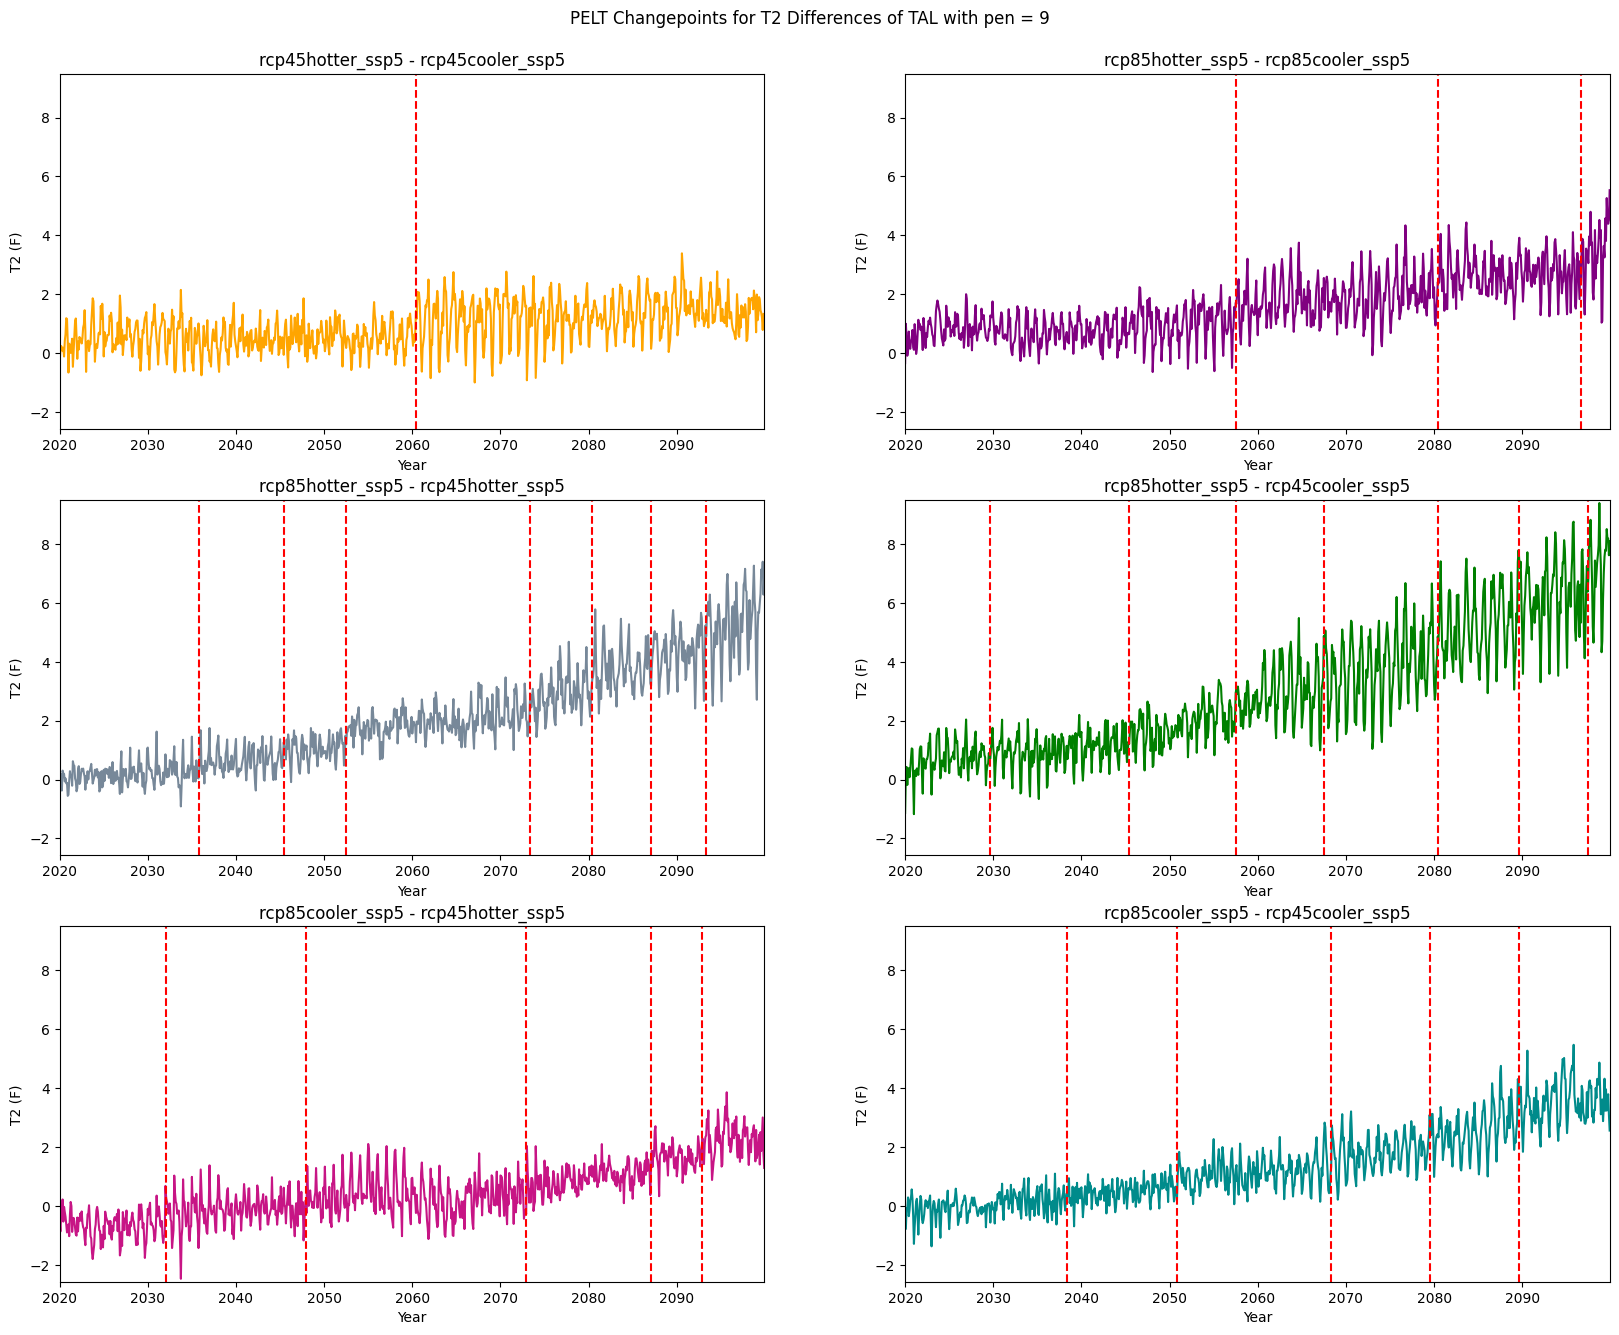 PELT Changepoints for T2 Differences of TAL with pen = 9
rcp45hotter_ssp5 - rcp45cooler_ssp5
T2 (F)
8
6
4
2
0
−2
2020 2030 2040 2050 2060 2070 2080 2090
Year
rcp85hotter_ssp5 - rcp85cooler_ssp5
T2 (F)
8
6
4
2
0
−2
2020 2030 2040 2050 2060 2070 2080 2090
Year
rcp85hotter_ssp5 - rcp45hotter_ssp5
T2 (F)
8
6
4
2
0
−2
2020 2030 2040 2050 2060 2070 2080 2090
Year
rcp85hotter_ssp5 - rcp45cooler_ssp5
T2 (F)
8
6
4
2
0
−2
2020 2030 2040 2050 2060 2070 2080 2090
Year
rcp85cooler_ssp5 - rcp45hotter_ssp5
T2 (F)
8
6
4
2
0
−2
2020 2030 2040 2050 2060 2070 2080 2090
Year
rcp85cooler_ssp5 - rcp45cooler_ssp5
T2 (F)
8
6
4
2
0
−2
2020 2030 2040 2050 2060 2070 2080 2090
Year